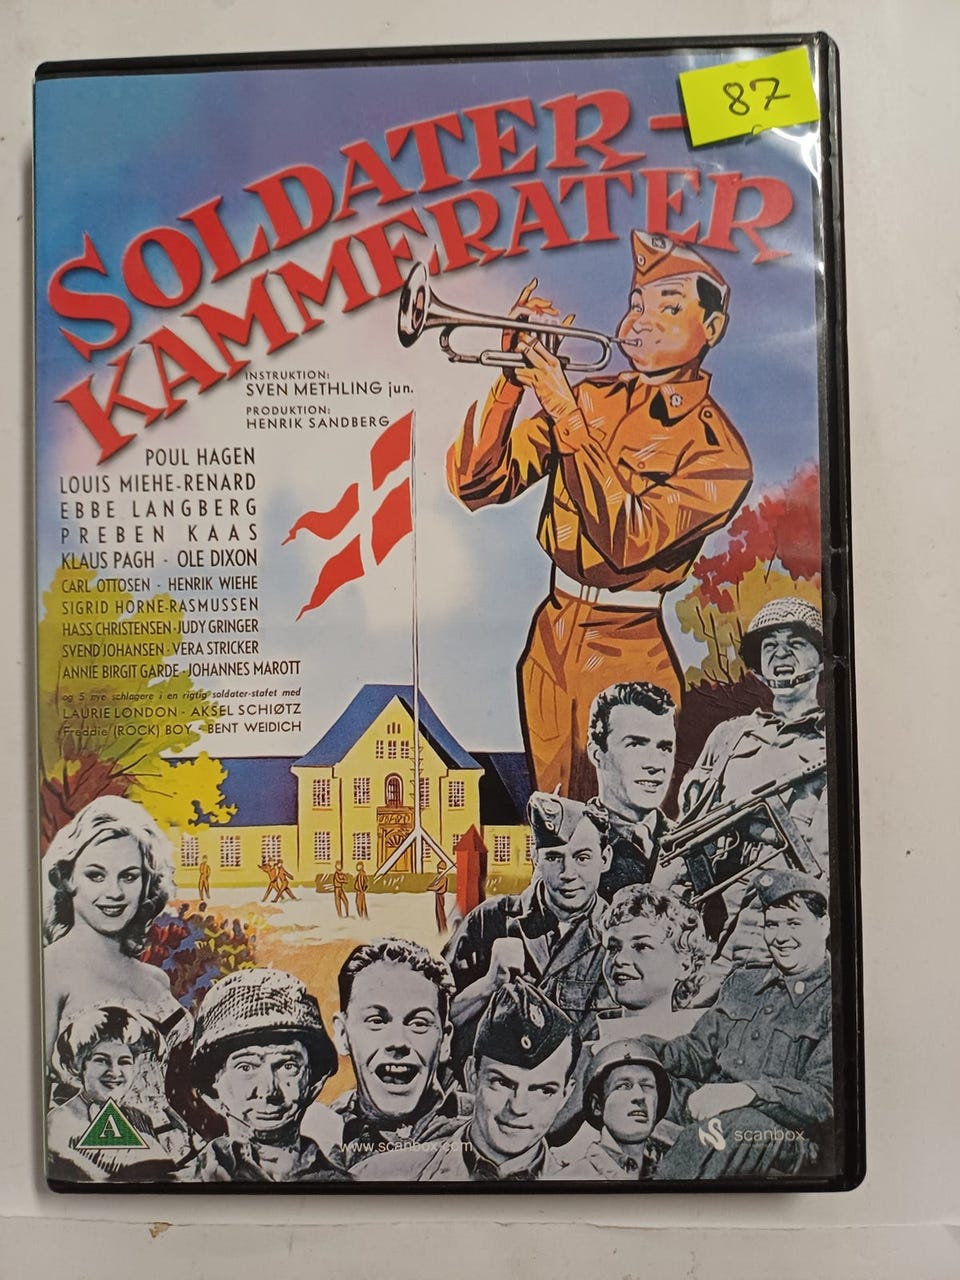 87
SOLDATER-
KAMMERATER
INSTRUKTION:
SVEN METHLING jun.
PRODUKTION:
HENRIK SANDBERG
POUL HAGEN
LOUIS MIEHE-RENARD
EBBE LANGBERG
PREBEN KAAS
KLAUS PAGH - OLE DIXON
CARL OTTOSEN - HENRIK WIEHE
SIGRID HORNE-RASMUSSEN
HASS CHRISTENSEN-JUDY GRINGER
SVEND JOHANSEN-VERA STRICKER
ANNIE BIRGIT GARDE-JOHANNES MAROTT
og 5 nye schlagere i en rigtig soldater-stafet med
LAURIE LONDON - AKSEL SCHIØTZ
Freddie (ROCK) BOY - BENT WEIDICH
A
www.scanbox.com
scanbox